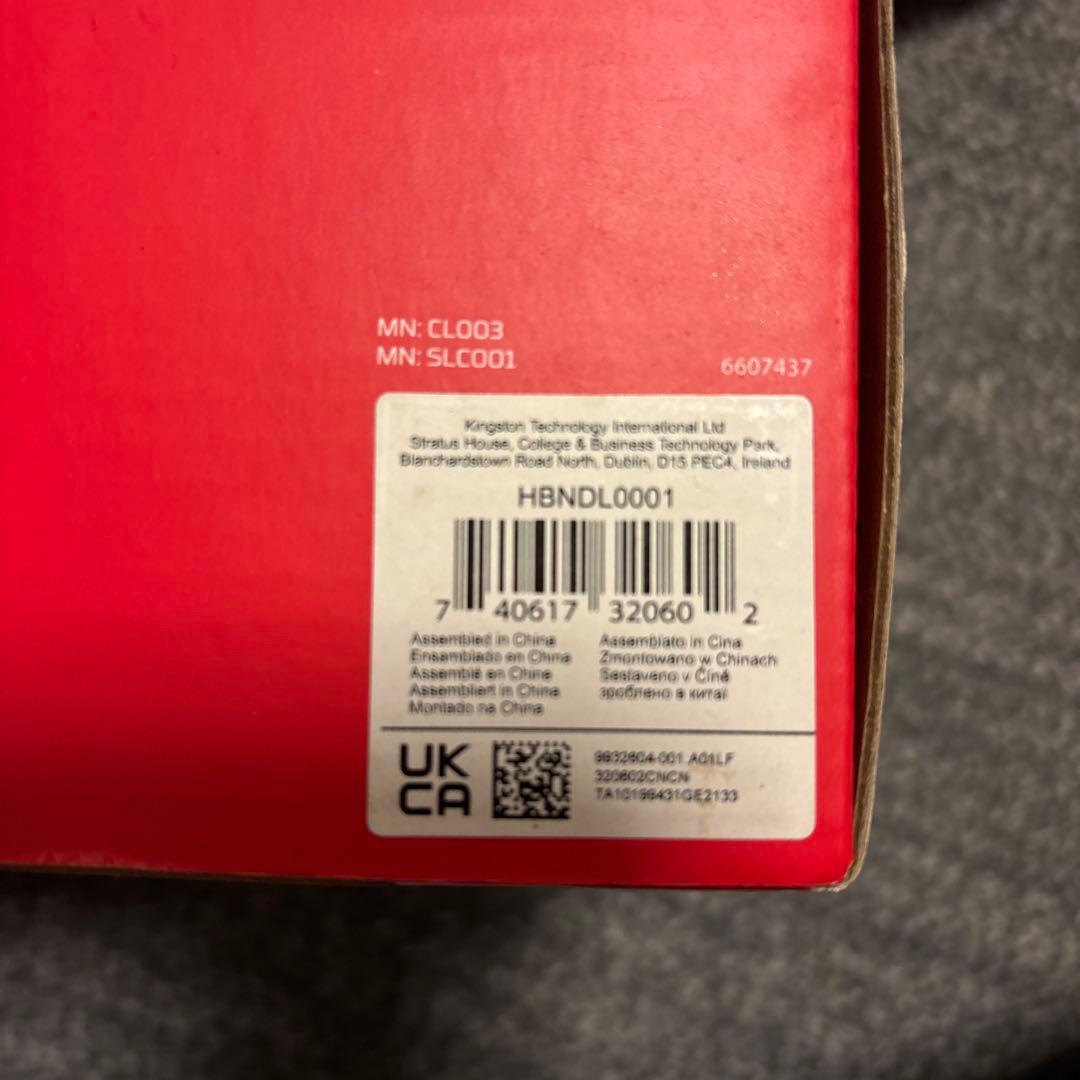 MN: CL003
MN: SLC001
6607437
Kingston Technology International Ltd
Stratus House, College & Business Technology Park,
Blanchardstown Road North, Dublin, D15 PEC4, Ireland
HBNDL0001
7 40617 32060 2
Assembled in China
Ensamblado en China
Assemblé en Chine
Assembliert in China
Montado na China
Assemblato in Cina
Zmontowano w Chinach
Sestaveno v Číně
зроблено в китаї
UK
CA
9932604-001.A01LF
320602CNCN
TA10199431GE2133